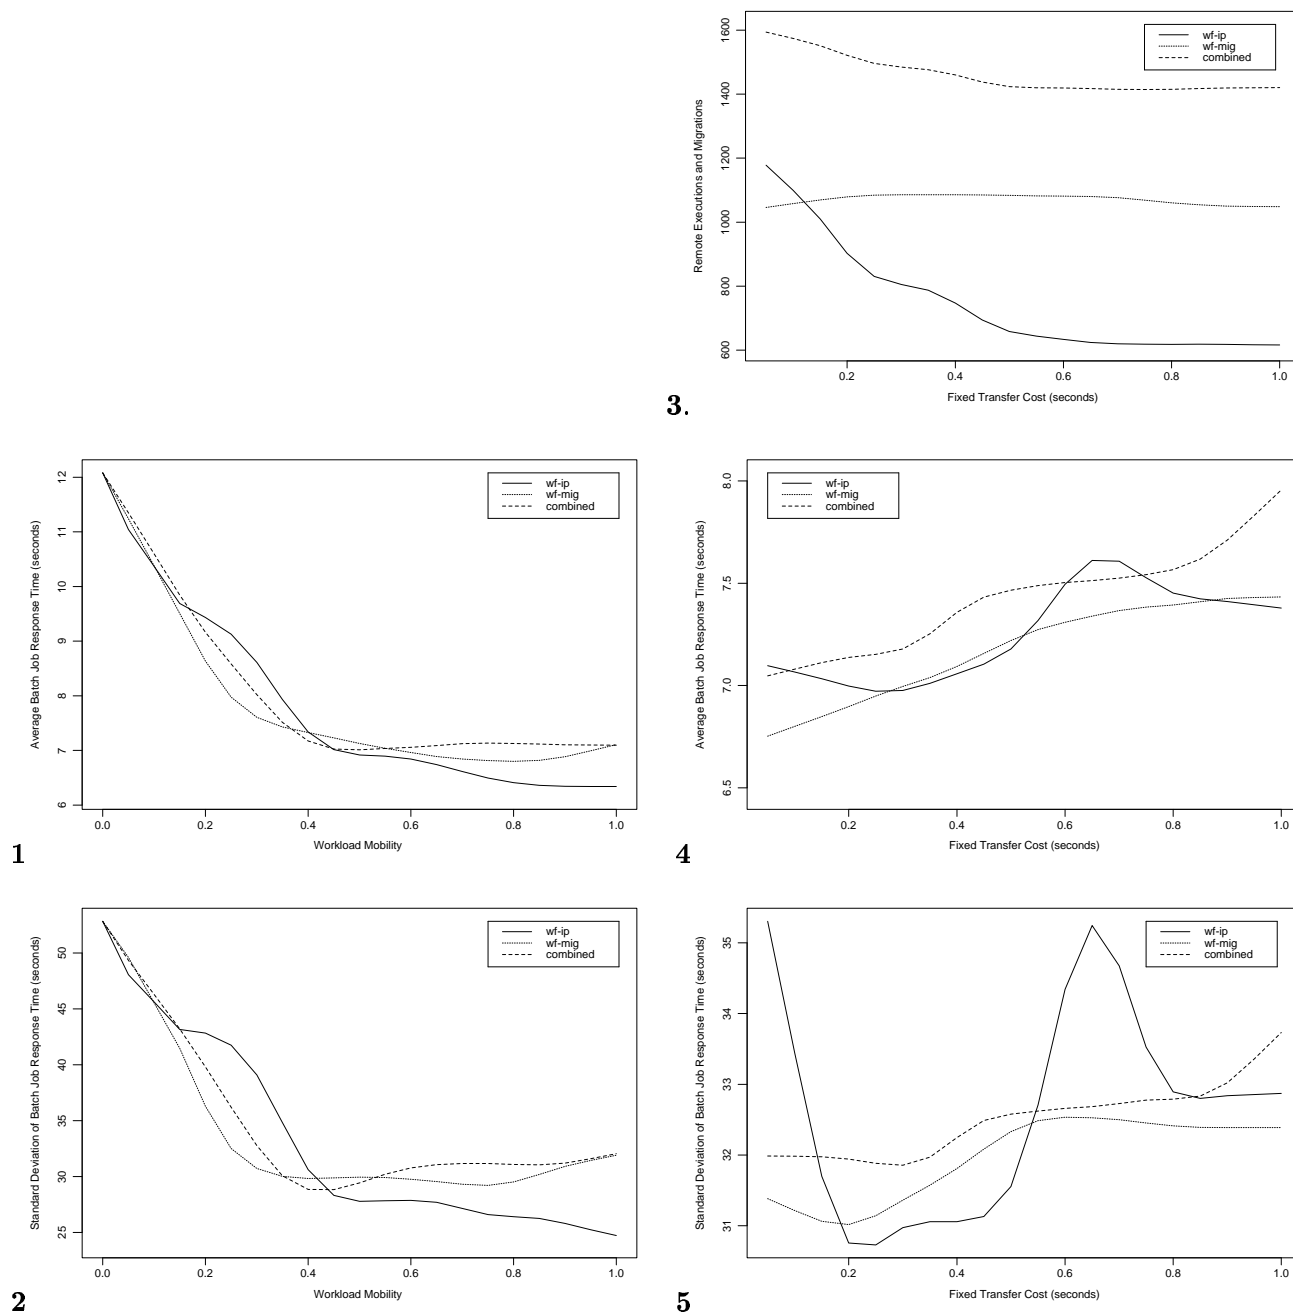 1600
1400
1200
1000
800
600
Remote Executions and Migrations
wf-ip
wf-mig
combined
0.2 0.4 0.6 0.8 1.0
Fixed Transfer Cost (seconds)
3.
12
11
10
9
8
7
6
Average Batch Job Response Time (seconds)
wf-ip
wf-mig
combined
0.0 0.2 0.4 0.6 0.8 1.0
Workload Mobility
1
8.0
7.5
7.0
6.5
Average Batch Job Response Time (seconds)
wf-ip
wf-mig
combined
0.2 0.4 0.6 0.8 1.0
Fixed Transfer Cost (seconds)
4
50
45
40
35
30
25
Standard Deviation of Batch Job Response Time (seconds)
wf-ip
wf-mig
combined
0.0 0.2 0.4 0.6 0.8 1.0
Workload Mobility
2
35
34
33
32
31
Standard Deviation of Batch Job Response Time (seconds)
wf-ip
wf-mig
combined
0.2 0.4 0.6 0.8 1.0
Fixed Transfer Cost (seconds)
5